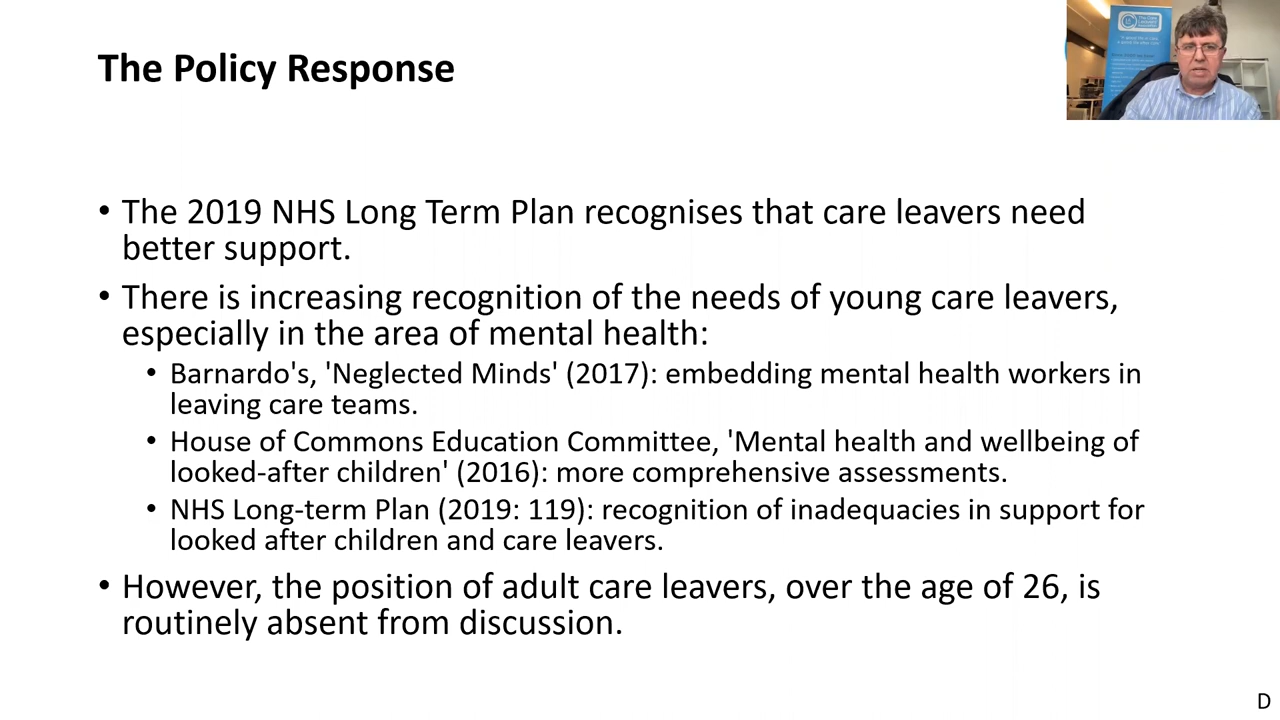 The Policy Response
• The 2019 NHS Long Term Plan recognises that care leavers need
better support.
• There is increasing recognition of the needs of young care leavers,
especially in the area of mental health:
• Barnardo's, 'Neglected Minds' (2017): embedding mental health workers in
leaving care teams.
• House of Commons Education Committee, 'Mental health and wellbeing of
looked-after children' (2016): more comprehensive assessments.
• NHS Long-term Plan (2019: 119): recognition of inadequacies in support for
looked after children and care leavers.
• However, the position of adult care leavers, over the age of 26, is
routinely absent from discussion.
D